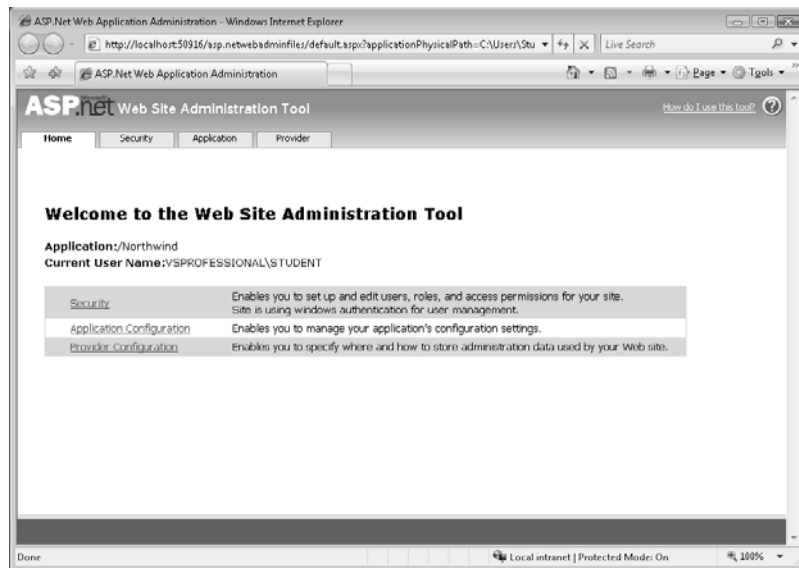 ASP.Net Web Application Administration - Windows Internet Explorer
http://localhost:50916/asp.netwebadminfiles/default.aspx?applicationPhysicalPath=C:\Users\Stu
Live Search
ASP.Net Web Application Administration
Page
Tools
ASP.net Web Site Administration Tool
How do I use this tool?
Home
Security
Application
Provider
Welcome to the Web Site Administration Tool
Application:/Northwind
Current User Name:VSPROFESSIONAL\STUDENT
Security
Enables you to set up and edit users, roles, and access permissions for your site.
Site is using windows authentication for user management.
Application Configuration
Enables you to manage your application's configuration settings.
Provider Configuration
Enables you to specify where and how to store administration data used by your Web site.
Done
Local intranet | Protected Mode: On
100%